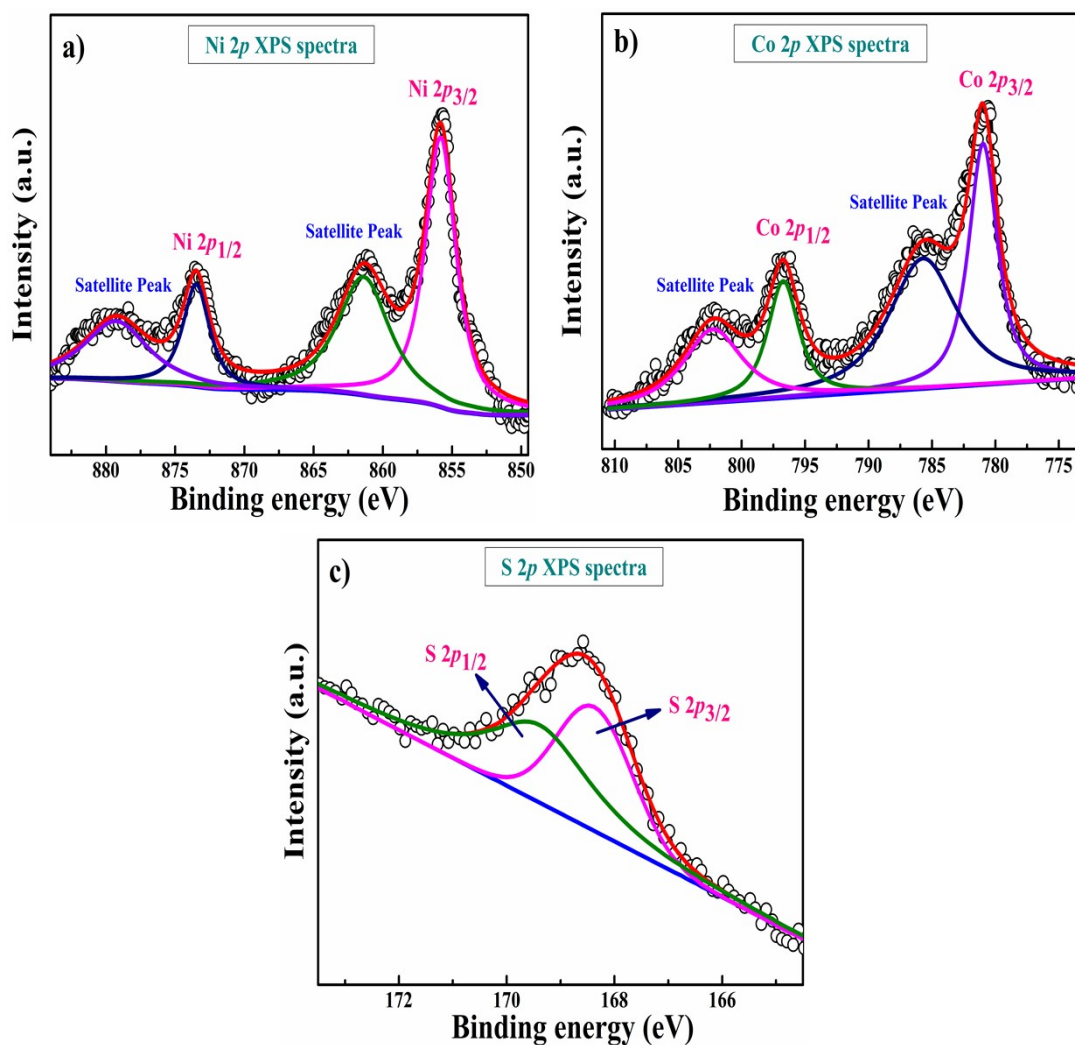 a)
Ni 2p XPS spectra
Ni 2p3/2
Satellite Peak
Ni 2p1/2
Satellite Peak
Intensity (a.u.)
880 875 870 865 860 855 850
Binding energy (eV)
b)
Co 2p XPS spectra
Co 2p3/2
Satellite Peak
Co 2p1/2
Satellite Peak
Intensity (a.u.)
810 805 800 795 790 785 780 775
Binding energy (eV)
c)
S 2p XPS spectra
S 2p1/2
S 2p3/2
Intensity (a.u.)
172 170 168 166
Binding energy (eV)